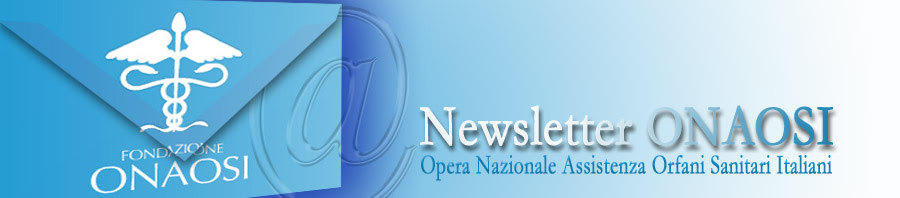 FONDAZIONE
ONAOSI
@
Newsletter ONAOSI
Opera Nazionale Assistenza Orfani Sanitari Italiani